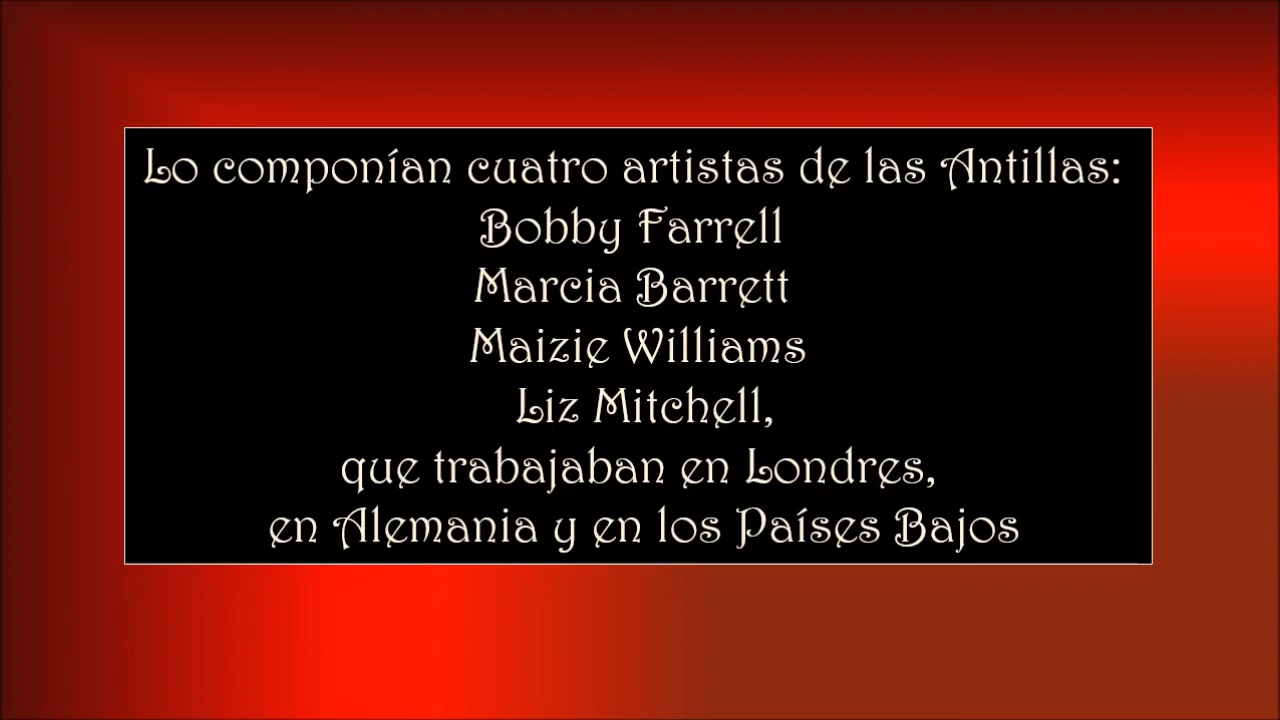 Lo componían cuatro artistas de las Antillas:
Bobby Farrell
Marcia Barrett
Maizie Williams
Liz Mitchell,
que trabajaban en Londres,
en Alemania y en los Países Bajos